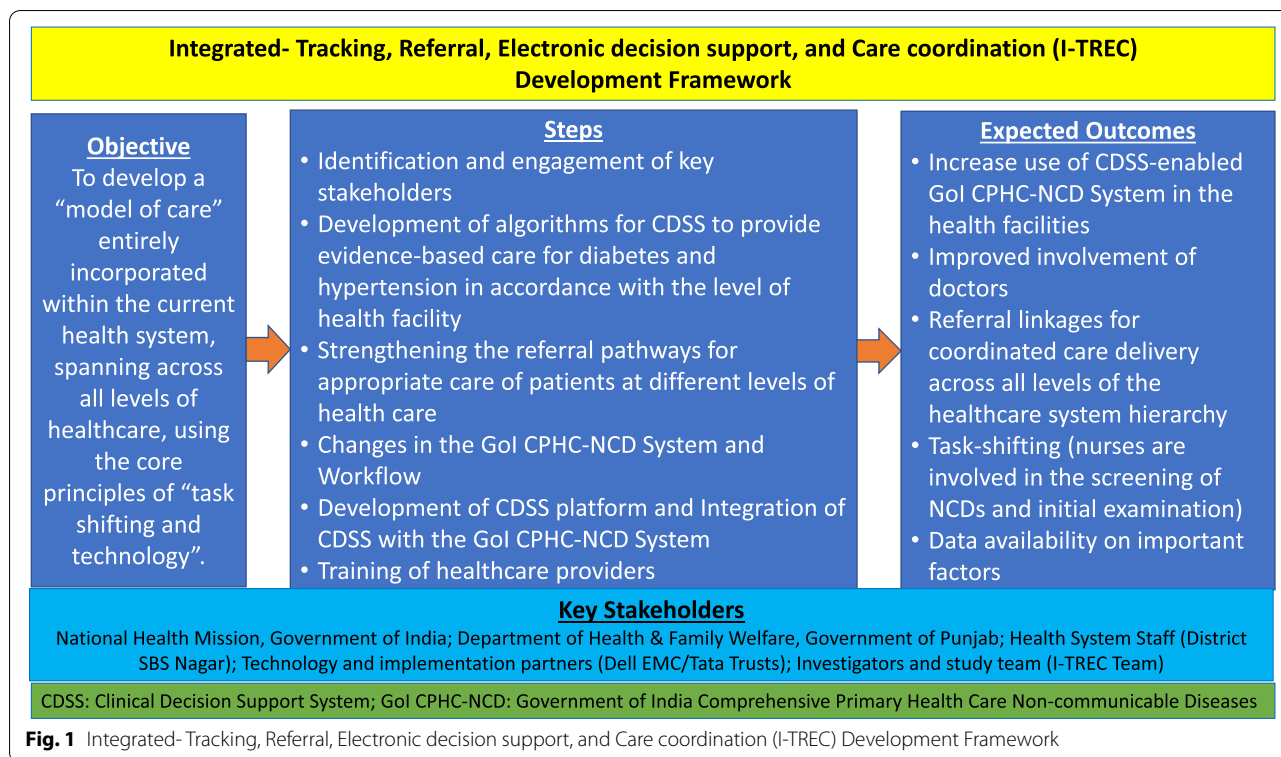 Integrated- Tracking, Referral, Electronic decision support, and Care coordination (I-TREC)
Development Framework
Objective
To develop a
“model of care”
entirely
incorporated
within the current
health system,
spanning across
all levels of
healthcare, using
the core
principles of “task
shifting and
technology”.
Steps
• Identification and engagement of key
stakeholders
• Development of algorithms for CDSS to provide
evidence-based care for diabetes and
hypertension in accordance with the level of
health facility
• Strengthening the referral pathways for
appropriate care of patients at different levels of
health care
• Changes in the GoI CPHC-NCD System and
Workflow
• Development of CDSS platform and Integration of
CDSS with the GoI CPHC-NCD System
• Training of healthcare providers
Expected Outcomes
• Increase use of CDSS-enabled
GoI CPHC-NCD System in the
health facilities
• Improved involvement of
doctors
• Referral linkages for
coordinated care delivery
across all levels of the
healthcare system hierarchy
• Task-shifting (nurses are
involved in the screening of
NCDs and initial examination)
• Data availability on important
factors
Key Stakeholders
National Health Mission, Government of India; Department of Health & Family Welfare, Government of Punjab; Health System Staff (District
SBS Nagar); Technology and implementation partners (Dell EMC/Tata Trusts); Investigators and study team (I-TREC Team)
CDSS: Clinical Decision Support System; GoI CPHC-NCD: Government of India Comprehensive Primary Health Care Non-communicable Diseases
Fig. 1 Integrated- Tracking, Referral, Electronic decision support, and Care coordination (I-TREC) Development Framework